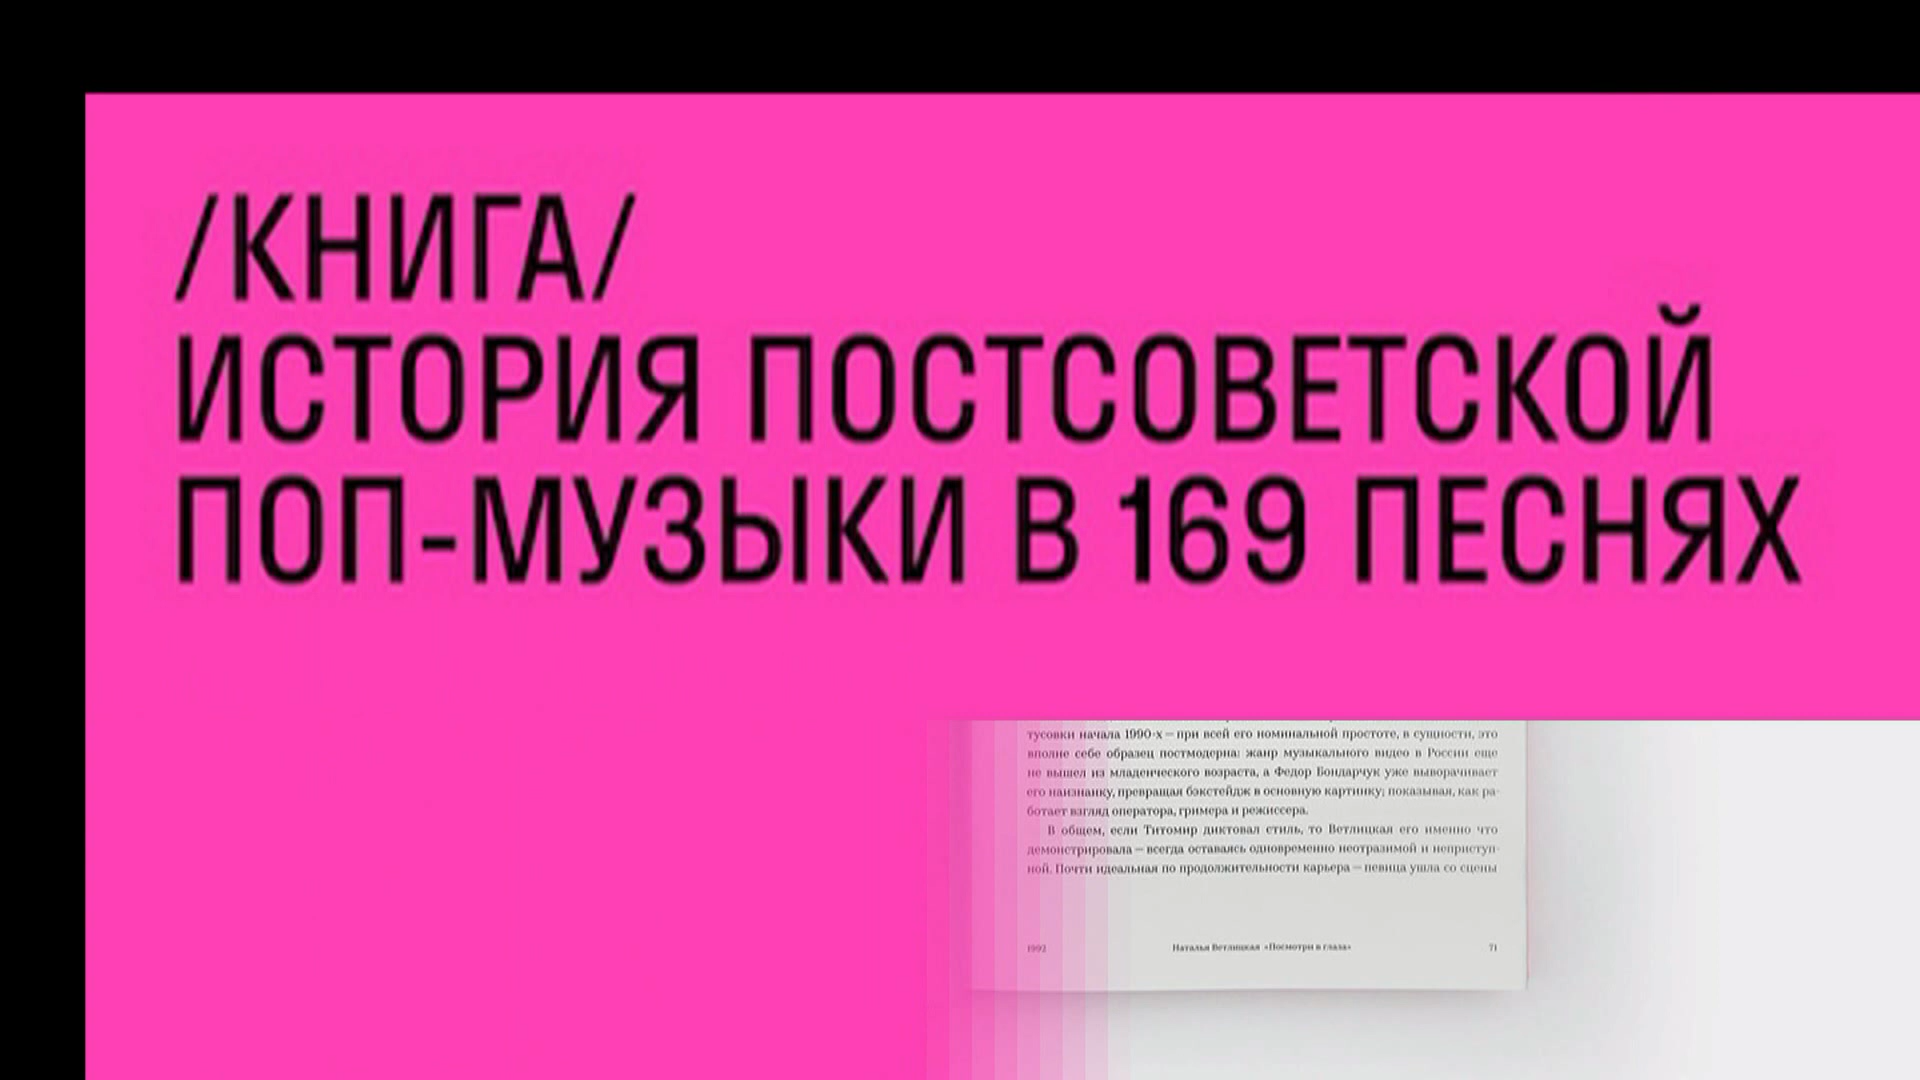 /КНИГА/
ИСТОРИЯ ПОСТСОВЕТСКОЙ
ПОП-МУЗЫКИ В 169 ПЕСНЯХ
тусовки начала 1990-х – при всей его номинальной простоте, в сущности, это
вполне себе образец постмодерна: жанр музыкального видео в России еще
не вышел из младенческого возраста, а Федор Бондарчук уже выворачивает
его наизнанку, превращая бэкстейдж в основную картинку; показывая, как ра-
ботает взгляд оператора, гримера и режиссера.
В общем, если Титомир диктовал стиль, то Ветлицкая его именно что
демонстрировала – всегда оставаясь одновременно неотразимой и неприступ-
ной. Почти идеальная по продолжительности карьера – певица ушла со сцены
1992 Наталья Ветлицкая «Посмотри в глаза» 71